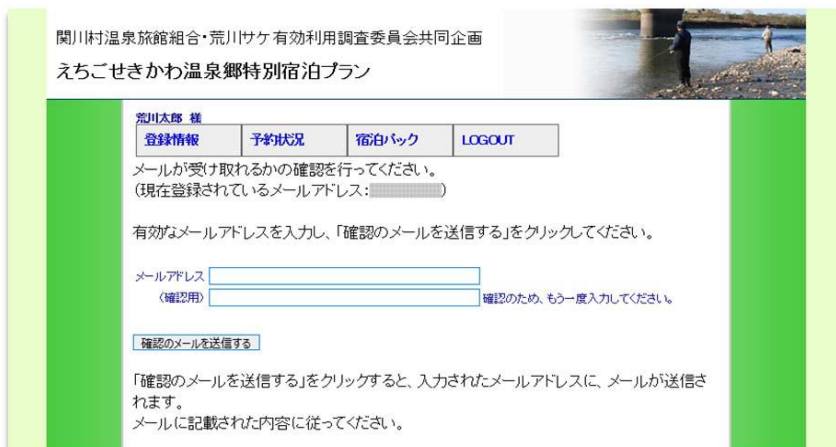 関川村温泉旅館組合・荒川サケ有効利用調査委員会共同企画
えちごせきかわ温泉郷特別宿泊プラン
荒川太郎 様
登録情報 予約状況 宿泊パック LOGOUT
メールが受け取れるかの確認を行ってください。
(現在登録されているメールアドレス: )
有効なメールアドレスを入力し、「確認のメールを送信する」をクリックしてください。
メールアドレス
(確認用) 確認のため、もう一度入力してください。
確認のメールを送信する
「確認のメールを送信する」をクリックすると、入力されたメールアドレスに、メールが送信さ
れます。
メールに記載された内容に従ってください。